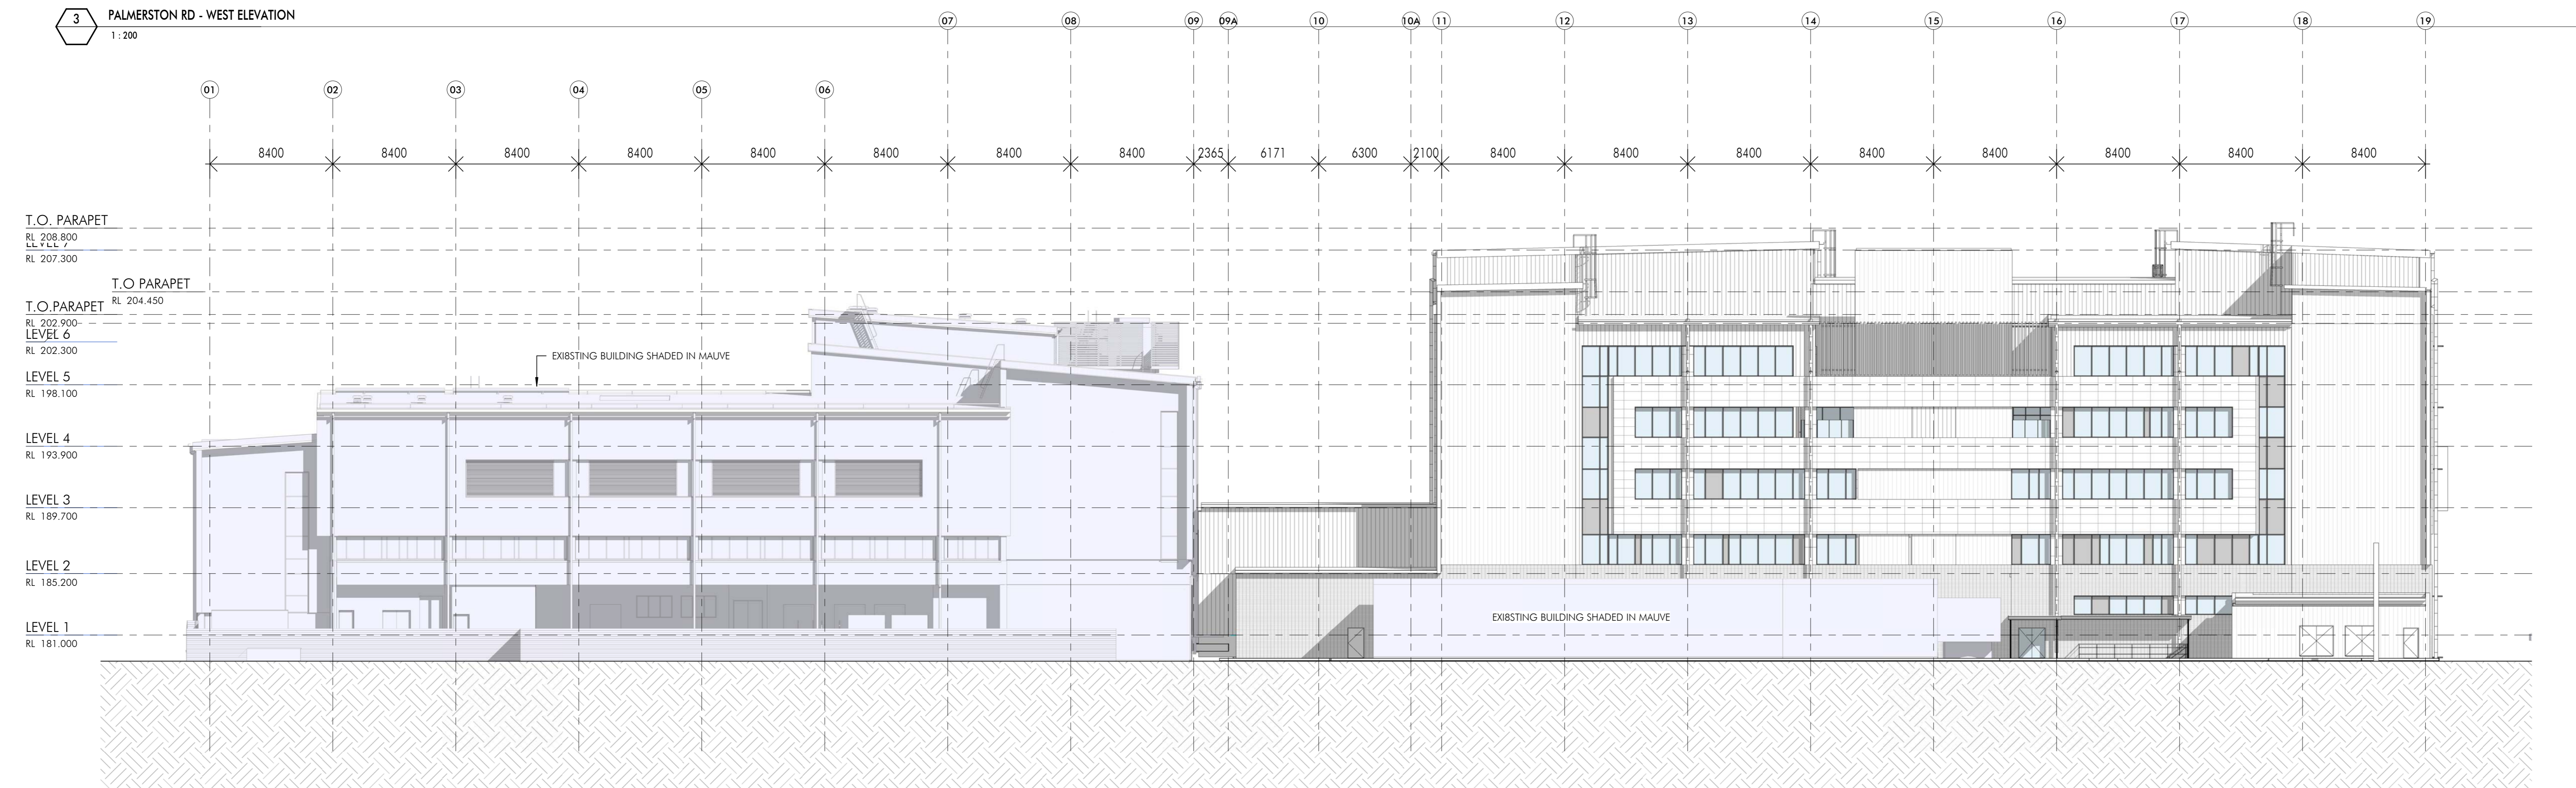 3
PALMERSTON RD - WEST ELEVATION
1 : 200
07 08 09 09A 10 10A 11 12 13 14 15 16 17 18 19
01 02 03 04 05 06
8400 8400 8400 8400 8400 8400 8400 8400 2365 6171 6300 2100 8400 8400 8400 8400 8400 8400 8400 8400
T.O. PARAPET
RL 208.800
LEVEL 7
RL 207.300
T.O PARAPET
RL 204.450
T.O.PARAPET
RL 202.900
LEVEL 6
RL 202.300
EXI8STING BUILDING SHADED IN MAUVE
LEVEL 5
RL 198.100
LEVEL 4
RL 193.900
LEVEL 3
RL 189.700
LEVEL 2
RL 185.200
EXI8STING BUILDING SHADED IN MAUVE
LEVEL 1
RL 181.000